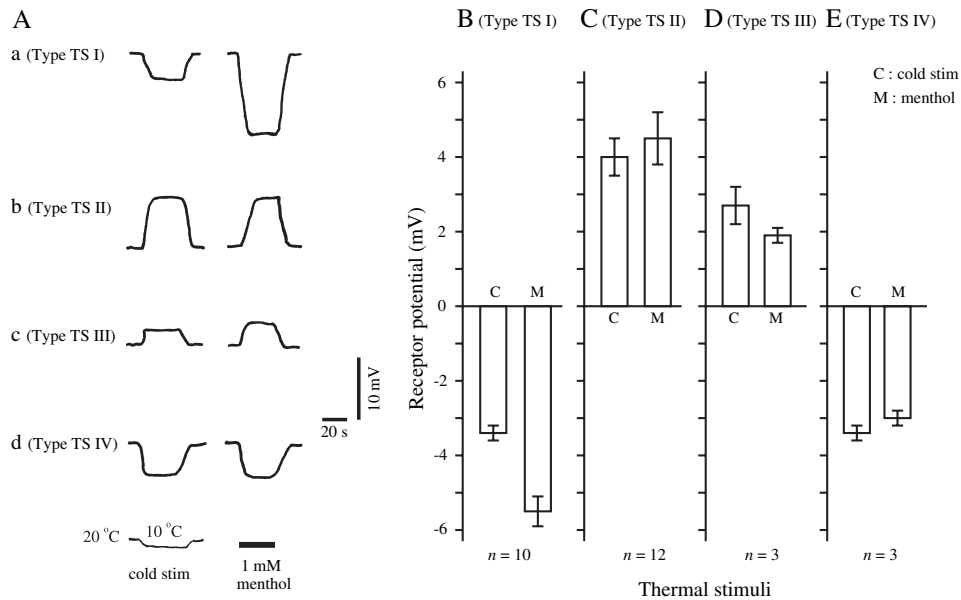 A
a (Type TS I)
b (Type TS II)
c (Type TS III)
d (Type TS IV)
10 mV
20 s
20 °C
10 °C
cold stim
1 mM
menthol
B (Type TS I)
C (Type TS II)
D (Type TS III)
E (Type TS IV)
C : cold stim
M : menthol
Receptor potential (mV)
6
4
2
0
-2
-4
-6
C M
C M
C M
C M
n = 10
n = 12
n = 3
n = 3
Thermal stimuli